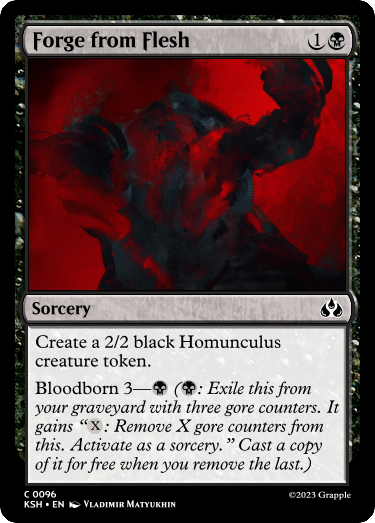 Forge from Flesh 1
Sorcery
Create a 2/2 black Homunculus
creature token.
Bloodborn 3— (: Exile this from
your graveyard with three gore counters. It
gains “X: Remove X gore counters from
this. Activate as a sorcery.” Cast a copy
of it for free when you remove the last.)
C 0096
KSH • EN Vladimir Matyukhin
©2023 Grapple